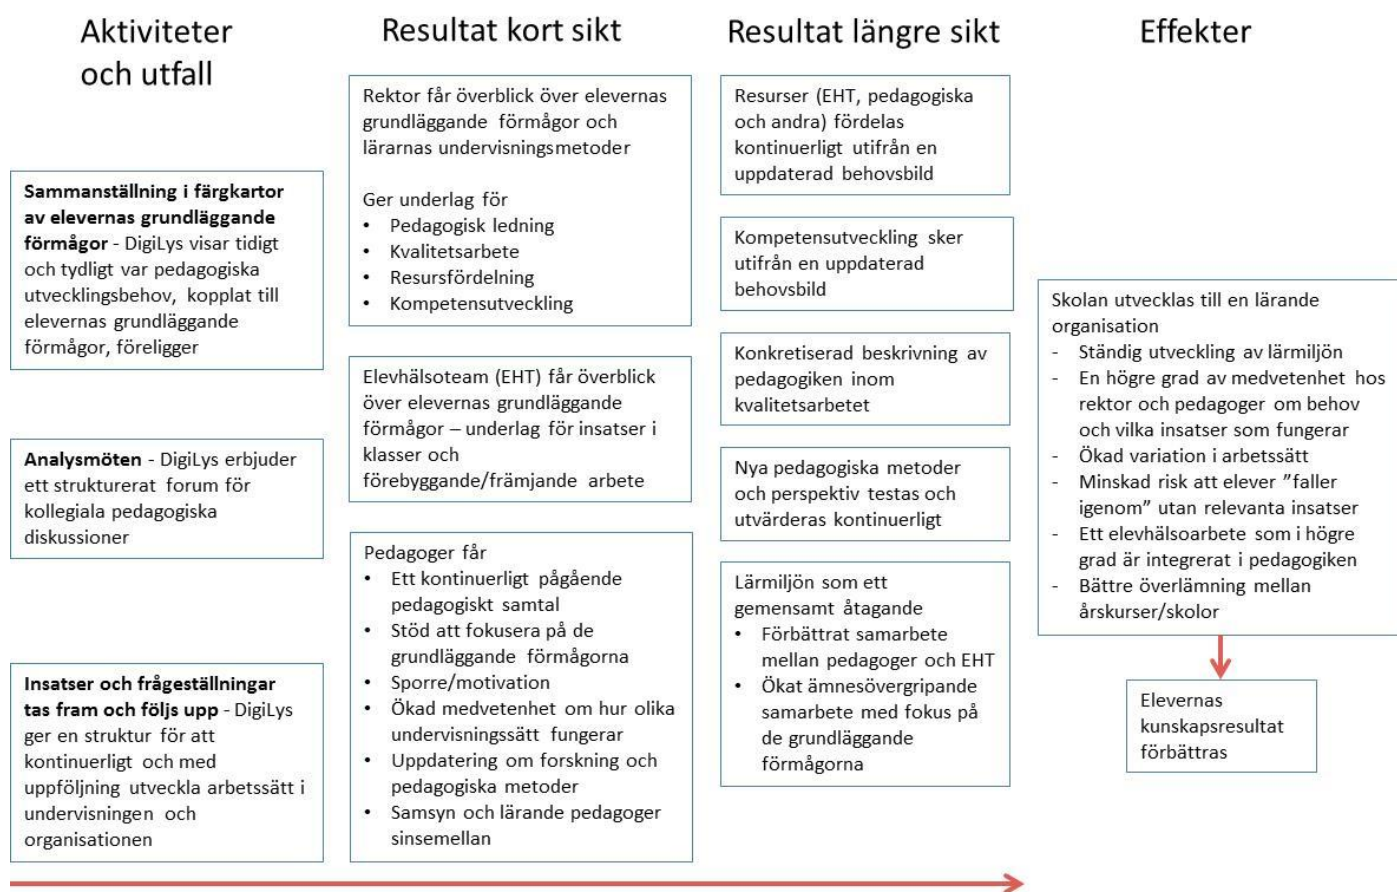 Aktiviteter
och utfall
Sammanställning i färgkartor
av elevernas grundläggande
förmågor - DigiLys visar tidigt
och tydligt var pedagogiska
utvecklingsbehov, kopplat till
elevernas grundläggande
förmågor, föreligger
Analysmöten - DigiLys erbjuder
ett strukturerat forum för
kollegiala pedagogiska
diskussioner
Insatser och frågeställningar
tas fram och följs upp - DigiLys
ger en struktur för att
kontinuerligt och med
uppföljning utveckla arbetssätt i
undervisningen och
organisationen
Resultat kort sikt
Rektor får överblick över elevernas
grundläggande förmågor och
lärarnas undervisningsmetoder
Ger underlag för
• Pedagogisk ledning
• Kvalitetsarbete
• Resursfördelning
• Kompetensutveckling
Elevhälsoteam (EHT) får överblick
över elevernas grundläggande
förmågor – underlag för insatser i
klasser och
förebyggande/främjande arbete
Pedagoger får
• Ett kontinuerligt pågående
pedagogiskt samtal
• Stöd att fokusera på de
grundläggande förmågorna
• Sporre/motivation
• Ökad medvetenhet om hur olika
undervisningssätt fungerar
• Uppdatering om forskning och
pedagogiska metoder
• Samsyn och lärande pedagoger
sinsemellan
Resultat längre sikt
Resurser (EHT, pedagogiska
och andra) fördelas
kontinuerligt utifrån en
uppdaterad behovsbild
Kompetensutveckling sker
utifrån en uppdaterad
behovsbild
Konkretiserad beskrivning av
pedagogiken inom
kvalitetsarbetet
Nya pedagogiska metoder
och perspektiv testas och
utvärderas kontinuerligt
Lärmiljön som ett
gemensamt åtagande
• Förbättrat samarbete
mellan pedagoger och EHT
• Ökat ämnesövergripande
samarbete med fokus på
de grundläggande
förmågorna
Effekter
Skolan utvecklas till en lärande
organisation
- Ständig utveckling av lärmiljön
- En högre grad av medvetenhet hos
rektor och pedagoger om behov
och vilka insatser som fungerar
- Ökad variation i arbetssätt
- Minskad risk att elever ”faller
igenom” utan relevanta insatser
- Ett elevhälsoarbete som i högre
grad är integrerat i pedagogiken
- Bättre överlämning mellan
årskurser/skolor
Elevernas
kunskapsresultat
förbättras